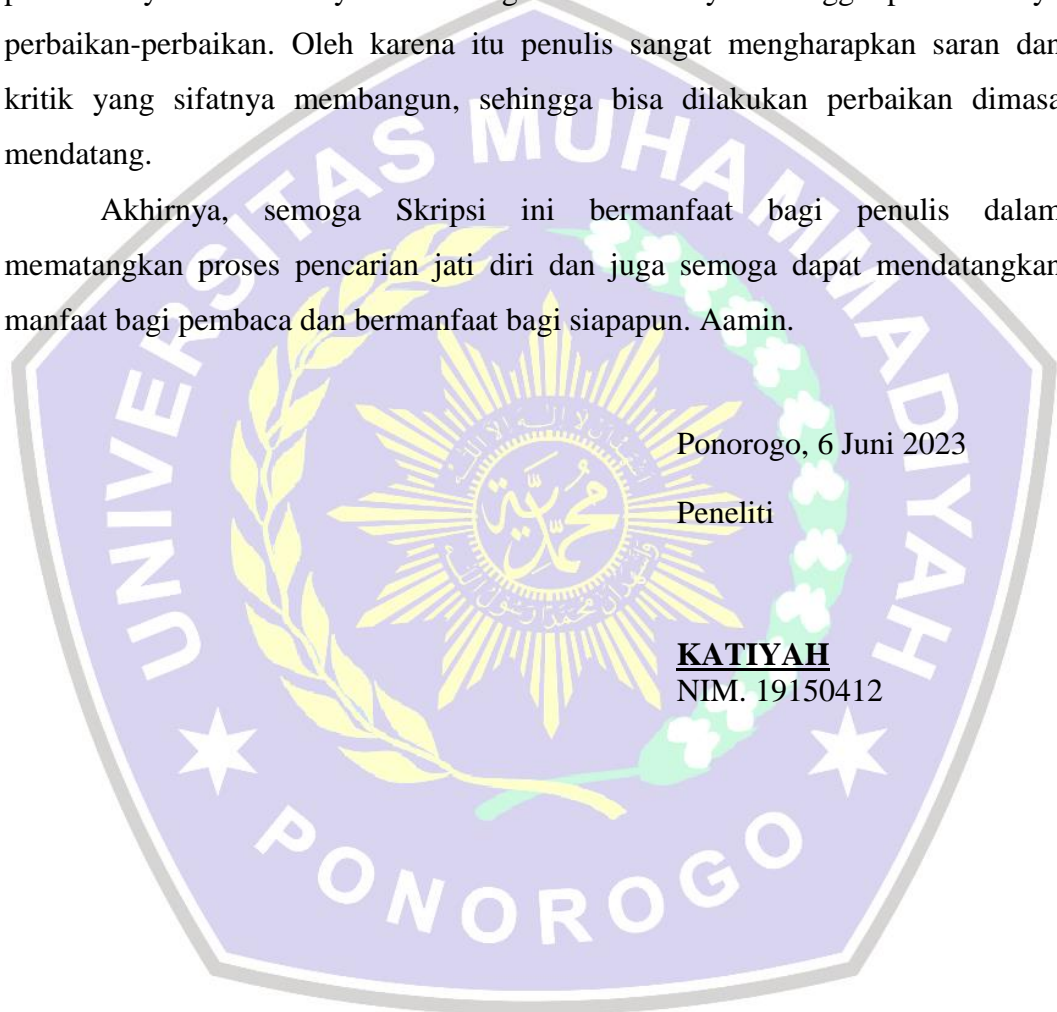 perbaikan-perbaikan. Oleh karena itu penulis sangat mengharapkan saran dan
kritik yang sifatnya membangun, sehingga bisa dilakukan perbaikan dimasa
mendatang.
Akhirnya, semoga Skripsi ini bermanfaat bagi penulis dalam
mematangkan proses pencarian jati diri dan juga semoga dapat mendatangkan
manfaat bagi pembaca dan bermanfaat bagi siapapun. Aamin.
Ponorogo, 6 Juni 2023
Peneliti
KATIYAH
NIM. 19150412
UNIVERSITAS MUHAMMADIYAH
PONOROGO